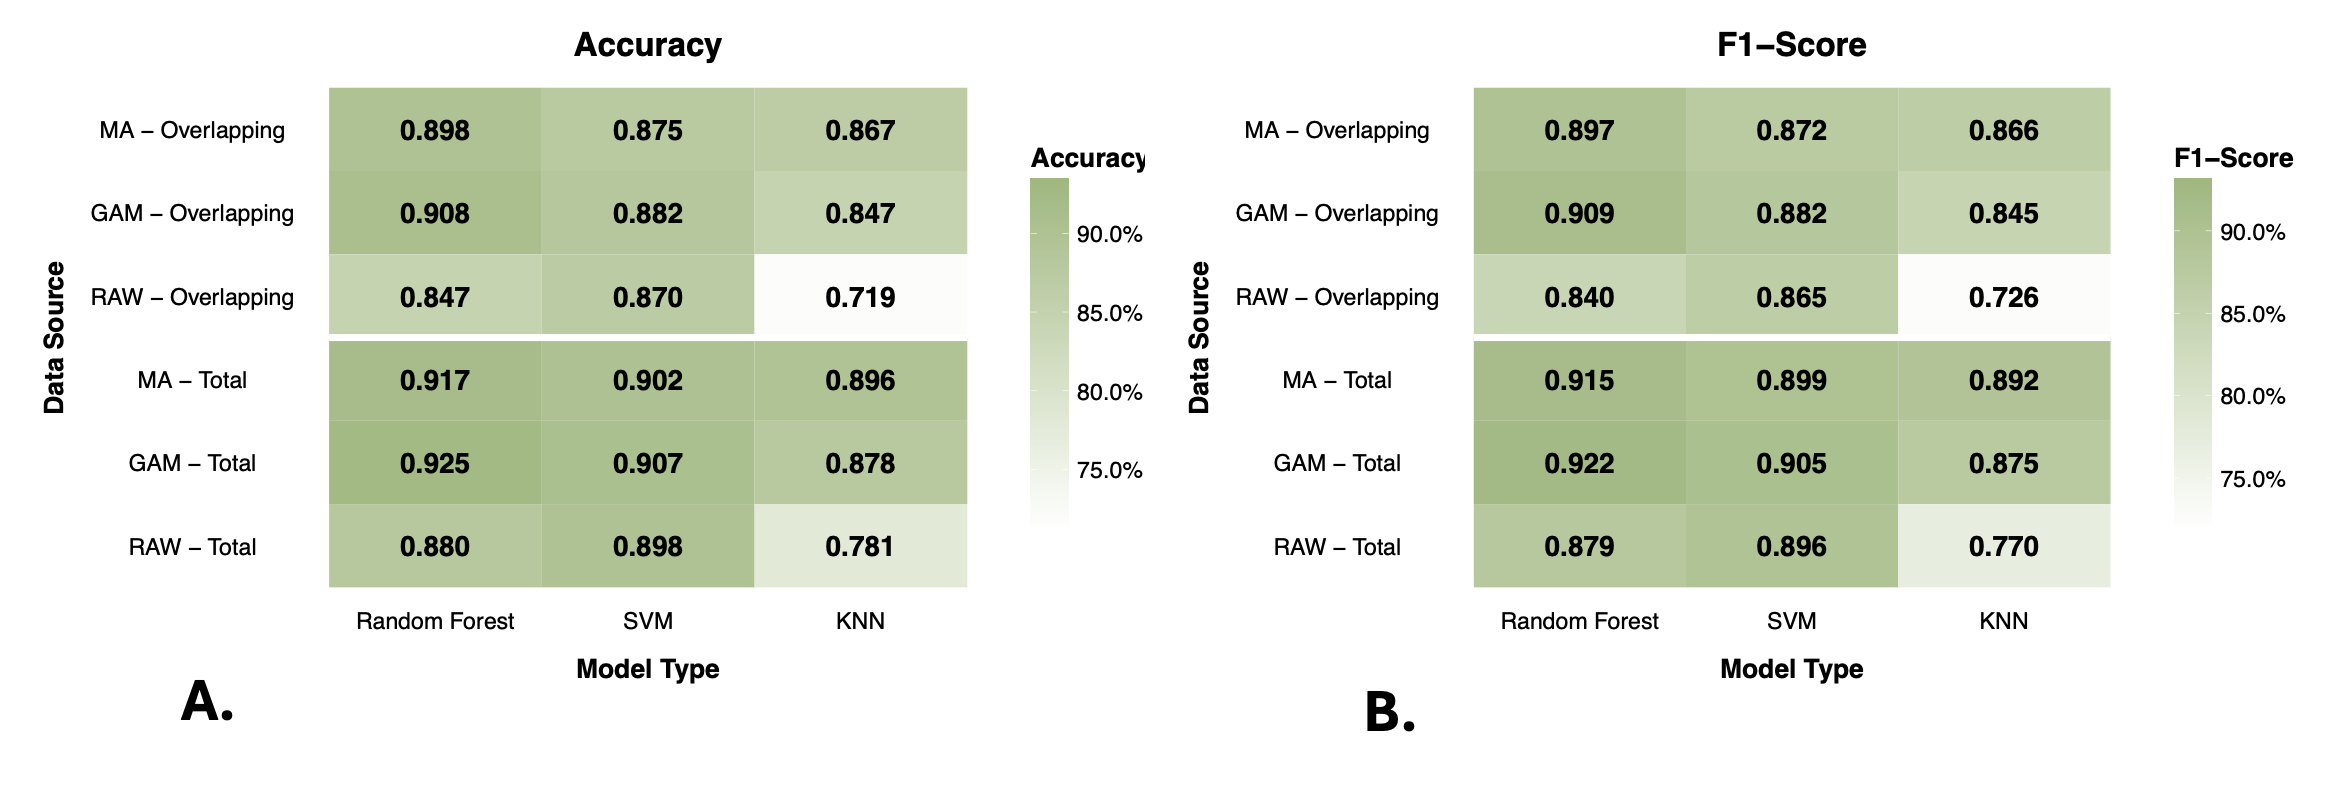 Accuracy
MA – Overlapping 0.898 0.875 0.867
GAM – Overlapping 0.908 0.882 0.847
RAW – Overlapping 0.847 0.870 0.719
MA – Total 0.917 0.902 0.896
GAM – Total 0.925 0.907 0.878
RAW – Total 0.880 0.898 0.781
Random Forest SVM KNN
Model Type
Data Source
Accuracy
90.0%
85.0%
80.0%
75.0%
A.
F1–Score
MA – Overlapping 0.897 0.872 0.866
GAM – Overlapping 0.909 0.882 0.845
RAW – Overlapping 0.840 0.865 0.726
MA – Total 0.915 0.899 0.892
GAM – Total 0.922 0.905 0.875
RAW – Total 0.879 0.896 0.770
Random Forest SVM KNN
Model Type
Data Source
F1–Score
90.0%
85.0%
80.0%
75.0%
B.